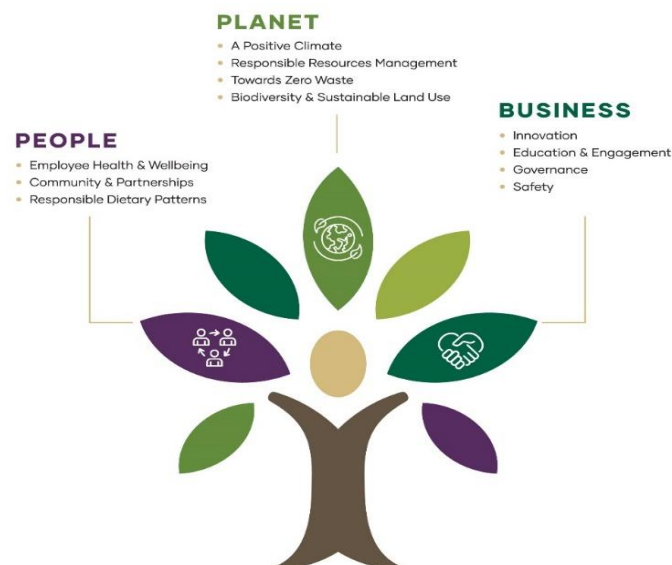 PLANET
• A Positive Climate
• Responsible Resources Management
• Towards Zero Waste
• Biodiversity & Sustainable Land Use
BUSINESS
• Innovation
• Education & Engagement
• Governance
• Safety
PEOPLE
• Employee Health & Wellbeing
• Community & Partnerships
• Responsible Dietary Patterns